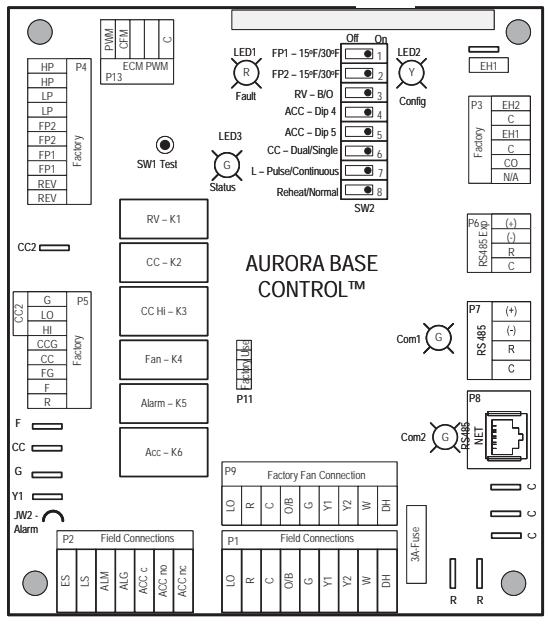 PWM
CFM
C
ECM PWM
P13
LED1
R
Fault
Off On
FP1 – 15ºF/30ºF 1
FP2 – 15ºF/30ºF 2
RV – B/O 3
ACC – Dip 4 4
ACC – Dip 5 5
CC – Dual/Single 6
L – Pulse/Continuous 7
Reheat/Normal 8
SW2
LED2
Y
Config
EH1
HP P4
HP
LP
LP
FP2
FP2
FP1
FP1
REV
REV
Factory
SW1 Test
LED3
G
Status
P3 EH2
C
EH1
C
CO
N/A
Factory
CC2
RV – K1
CC – K2
CC Hi – K3
Fan – K4
Alarm – K5
Acc – K6
AURORA BASE
CONTROL™
P6 (+)
(-)
R
C
RS485 Exp
CC2
G P5
LO
HI
CCG
CC
FG
F
R
Factory
Factory Use
P11
Com1
G
P7 (+)
(-)
R
C
RS 485
Com2
G
P8
RS485
NET
F
CC
G
Y1
JW2 -
Alarm
P9 Factory Fan Connection
LO R C O/B G Y1 Y2 W DH
P2 Field Connections
ES LS ALM ALG ACC c ACC no ACC nc
P1 Field Connections
LO R C O/B G Y1 Y2 W DH
3A-Fuse
C
C
C
R R